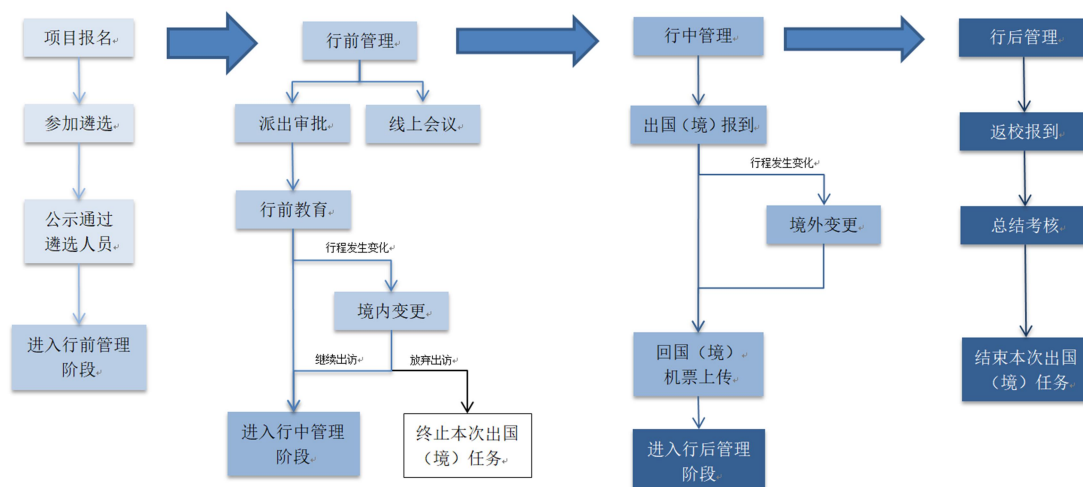 项目报名
参加遴选
公示通过
遴选人员
进入行前管理
阶段
行前管理
派出审批
线上会议
行前教育
行程发生变化
境内变更
继续出访
放弃出访
进入行中管理
阶段
终止本次出国
（境）任务
行中管理
出国（境）报到
行程发生变化
境外变更
回国（境）
机票上传
进入行后管理
阶段
行后管理
返校报到
总结考核
结束本次出国
（境）任务